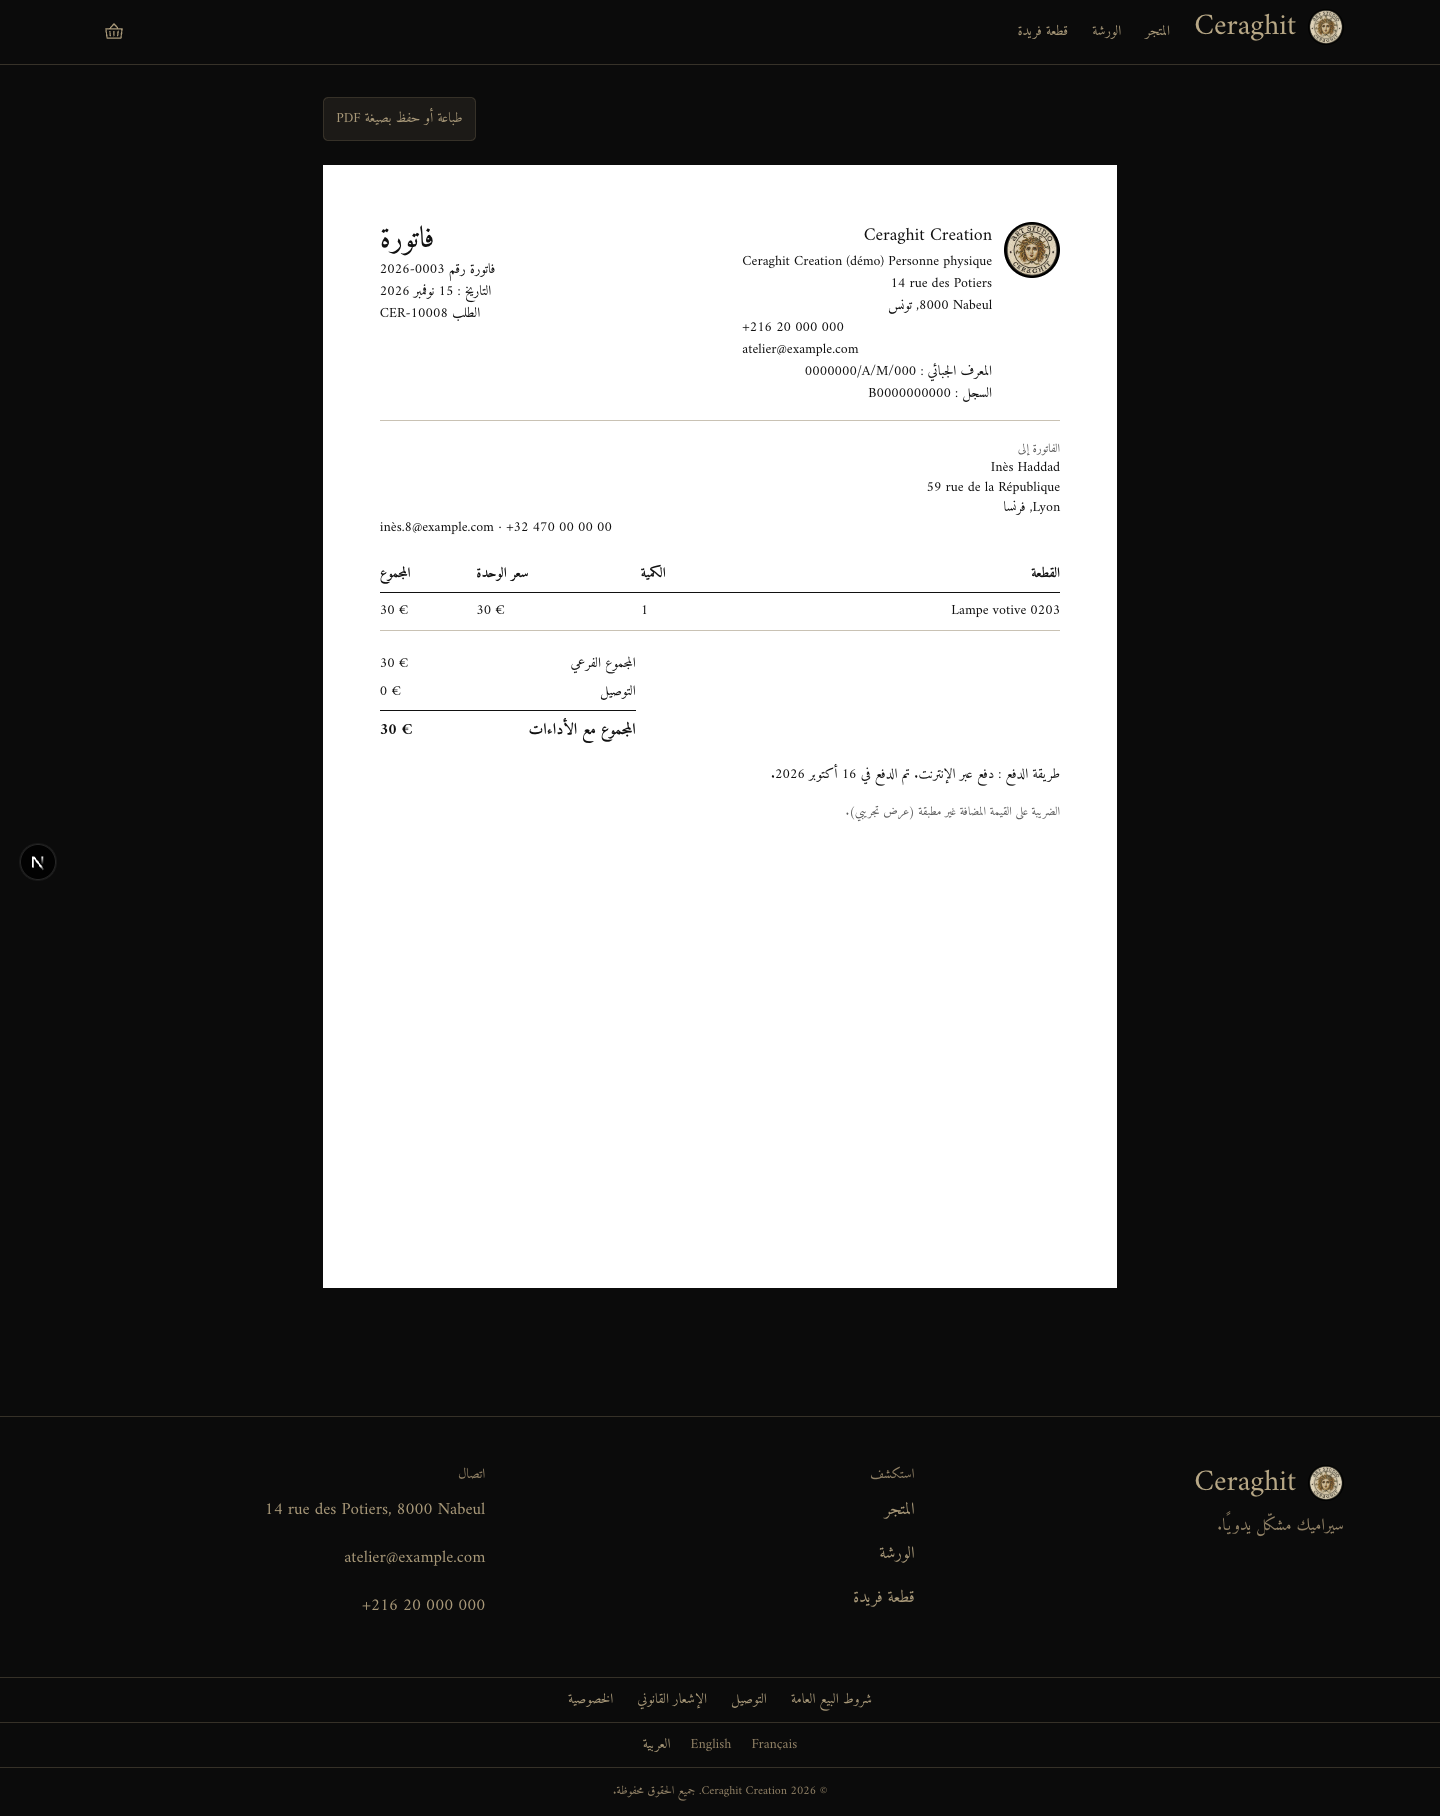 Ceraghit
المتجر
الورشة
قطعة فريدة
طباعة أو حفظ بصيغة PDF
ART STUDIO
CERAGHIT
Ceraghit Creation
Ceraghit Creation (démo) Personne physique
14 rue des Potiers
8000 Nabeul, تونس
+216 20 000 000
atelier@example.com
المعرف الجبائي : 0000000/A/M/000
السجل : B0000000000
فاتورة
فاتورة رقم 2026-0003
التاريخ : 15 نوفمبر 2026
الطلب CER-10008
الفاتورة إلى
Inès Haddad
59 rue de la République
Lyon, فرنسا
inès.8@example.com · +32 470 00 00 00
القطعة الكمية سعر الوحدة المجموع
Lampe votive 0203 1 30 € 30 €
المجموع الفرعي 30 €
التوصيل 0 €
المجموع مع الأداءات 30 €
طريقة الدفع : دفع عبر الإنترنت. تم الدفع في 16 أكتوبر 2026.
الضريبة على القيمة المضافة غير مطبقة (عرض تجريبي).
N
Ceraghit
سيراميك مشكّل يدويًا.
استكشف
المتجر
الورشة
قطعة فريدة
اتصال
14 rue des Potiers, 8000 Nabeul
atelier@example.com
+216 20 000 000
شروط البيع العامة التوصيل الإشعار القانوني الخصوصية
Français English العربية
© 2026 Ceraghit Creation. جميع الحقوق محفوظة.